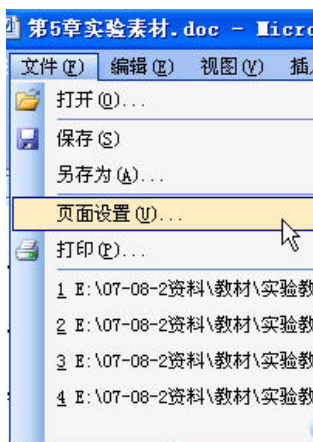 第5章实验素材.doc - Micro
文件(F) 编辑(E) 视图(V) 插
打开(O)...
保存(S)
另存为(A)...
页面设置(U)...
打印(P)...
1 E:\07-08-2资料\教材\实验教
2 E:\07-08-2资料\教材\实验教
3 E:\07-08-2资料\教材\实验教
4 E:\07-08-2资料\教材\实验教